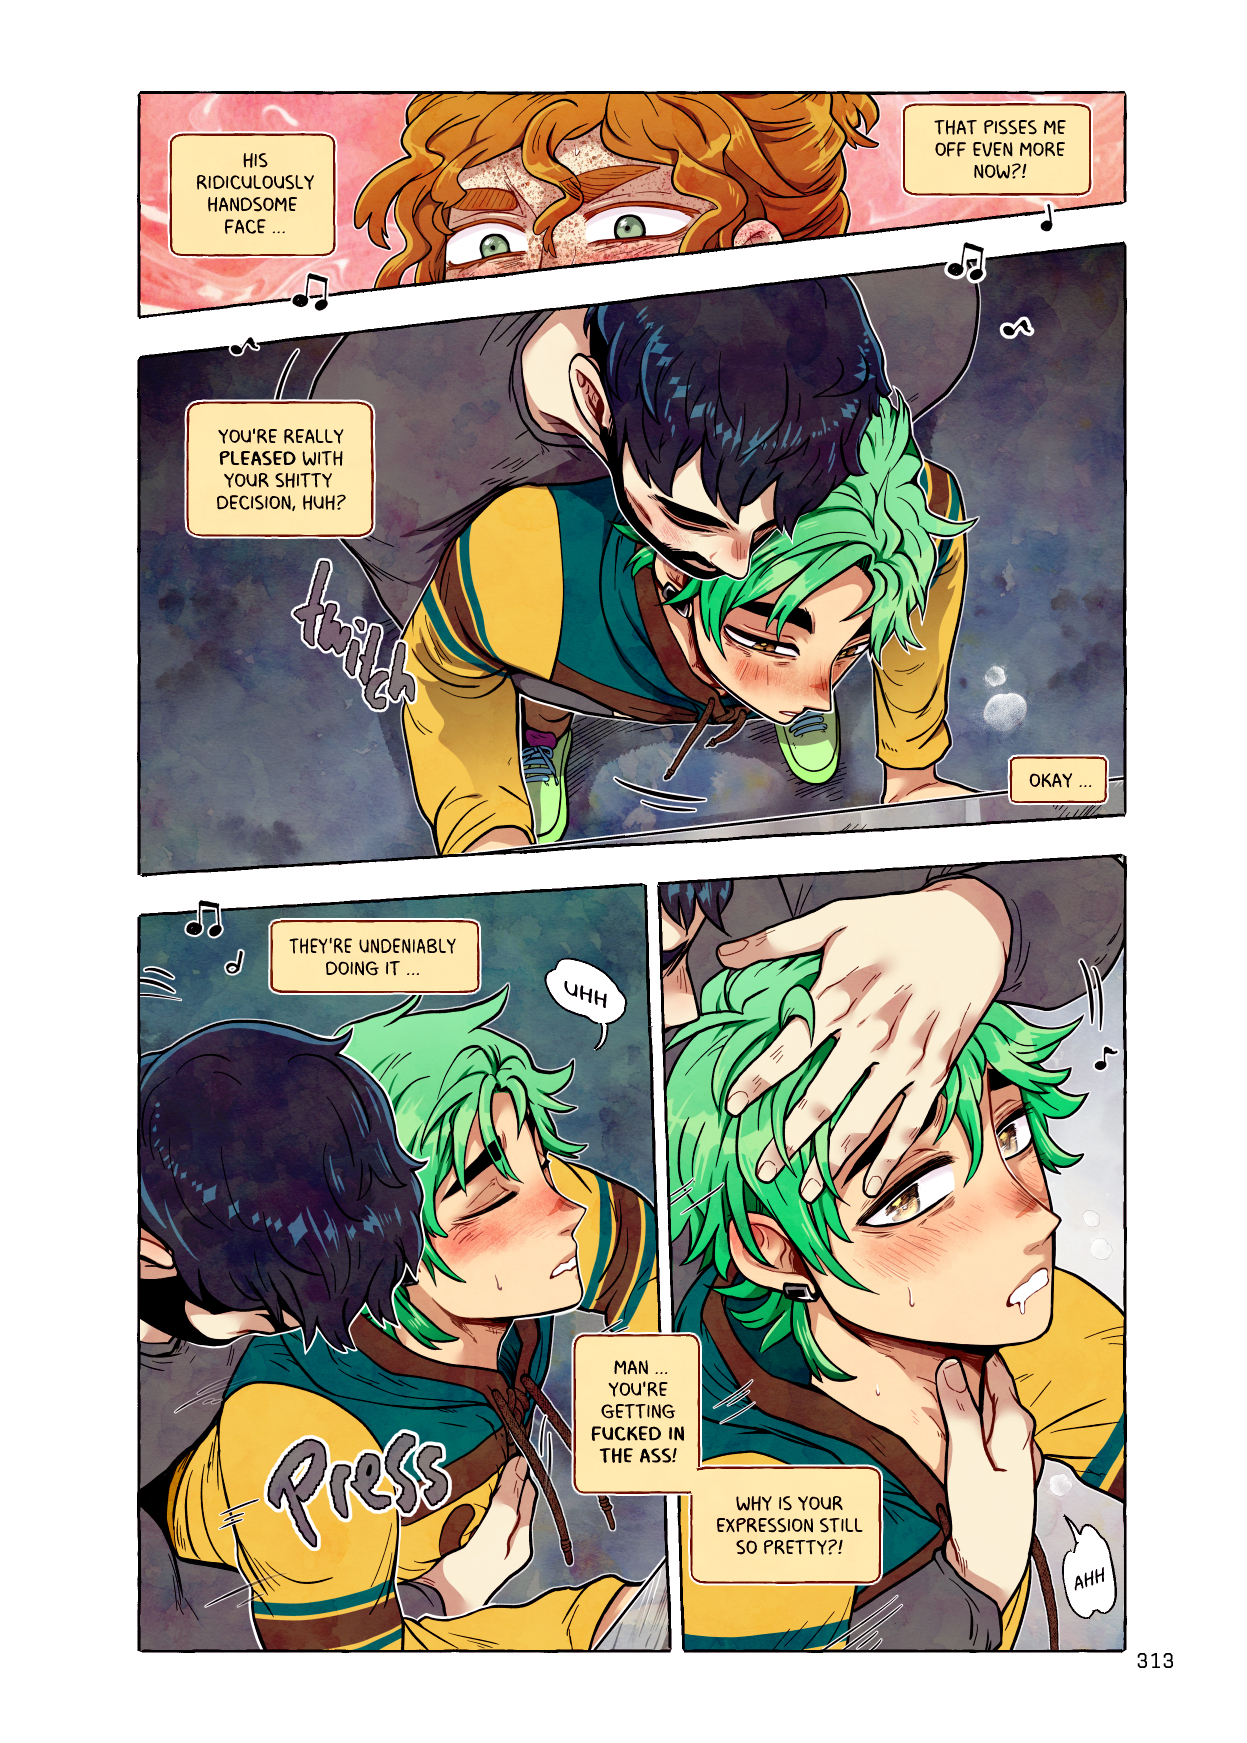 HIS
RIDICULOUSLY
HANDSOME
FACE ...
THAT PISSES ME
OFF EVEN MORE
NOW?!
YOU'RE REALLY
PLEASED WITH
YOUR SHITTY
DECISION, HUH?
twitch
OKAY ...
THEY'RE UNDENIABLY
DOING IT ...
UHH
Press
MAN ...
YOU'RE
GETTING
FUCKED IN
THE ASS!
WHY IS YOUR
EXPRESSION STILL
SO PRETTY?!
AHH
313